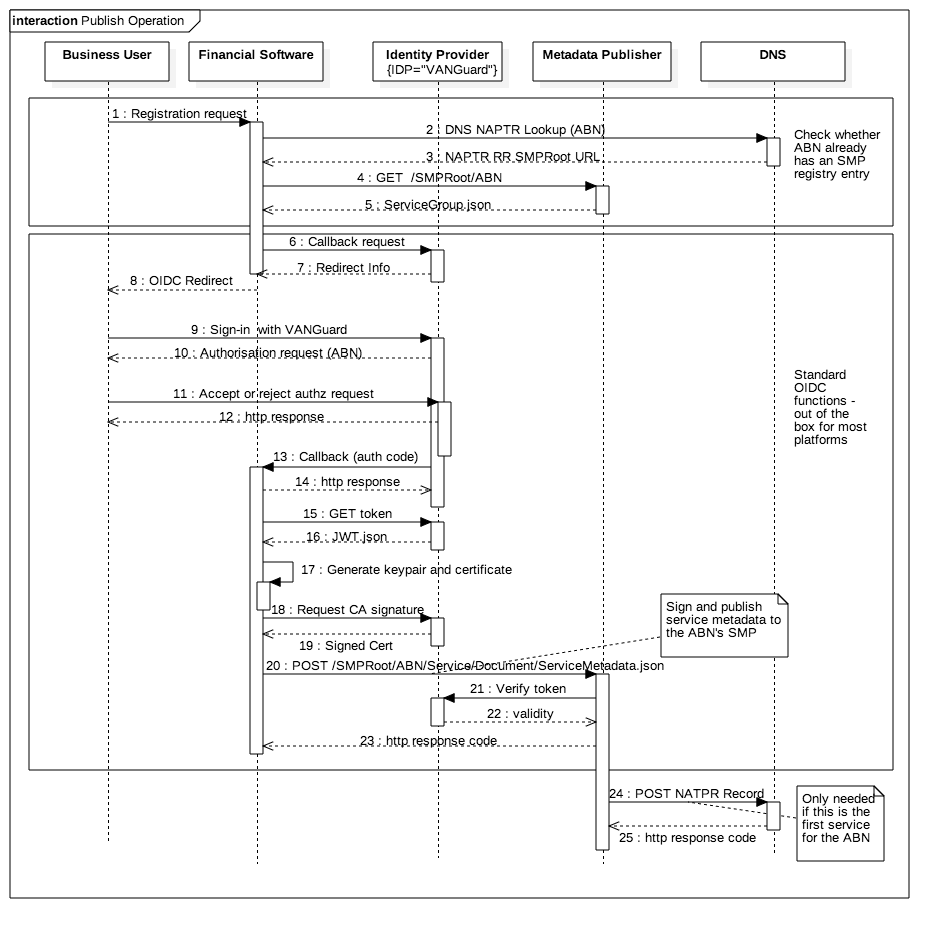 interaction Publish Operation
Business User
Financial Software
Identity Provider
{IDP="VANGuard"}
Metadata Publisher
DNS
1 : Registration request
2 : DNS NAPTR Lookup (ABN)
3 : NAPTR RR SMPRoot URL
4 : GET /SMPRoot/ABN
5 : ServiceGroup.json
Check whether
ABN already
has an SMP
registry entry
6 : Callback request
7 : Redirect Info
8 : OIDC Redirect
9 : Sign-in with VANGuard
10 : Authorisation request (ABN)
11 : Accept or reject authz request
12 : http response
13 : Callback (auth code)
14 : http response
15 : GET token
16 : JWT.json
17 : Generate keypair and certificate
18 : Request CA signature
19 : Signed Cert
20 : POST /SMPRoot/ABN/Service/Document/ServiceMetadata.json
21 : Verify token
22 : validity
23 : http response code
Standard
OIDC
functions -
out of the
box for most
platforms
Sign and publish
service metadata to
the ABN's SMP
24 : POST NATPR Record
25 : http response code
Only needed
if this is the
first service
for the ABN